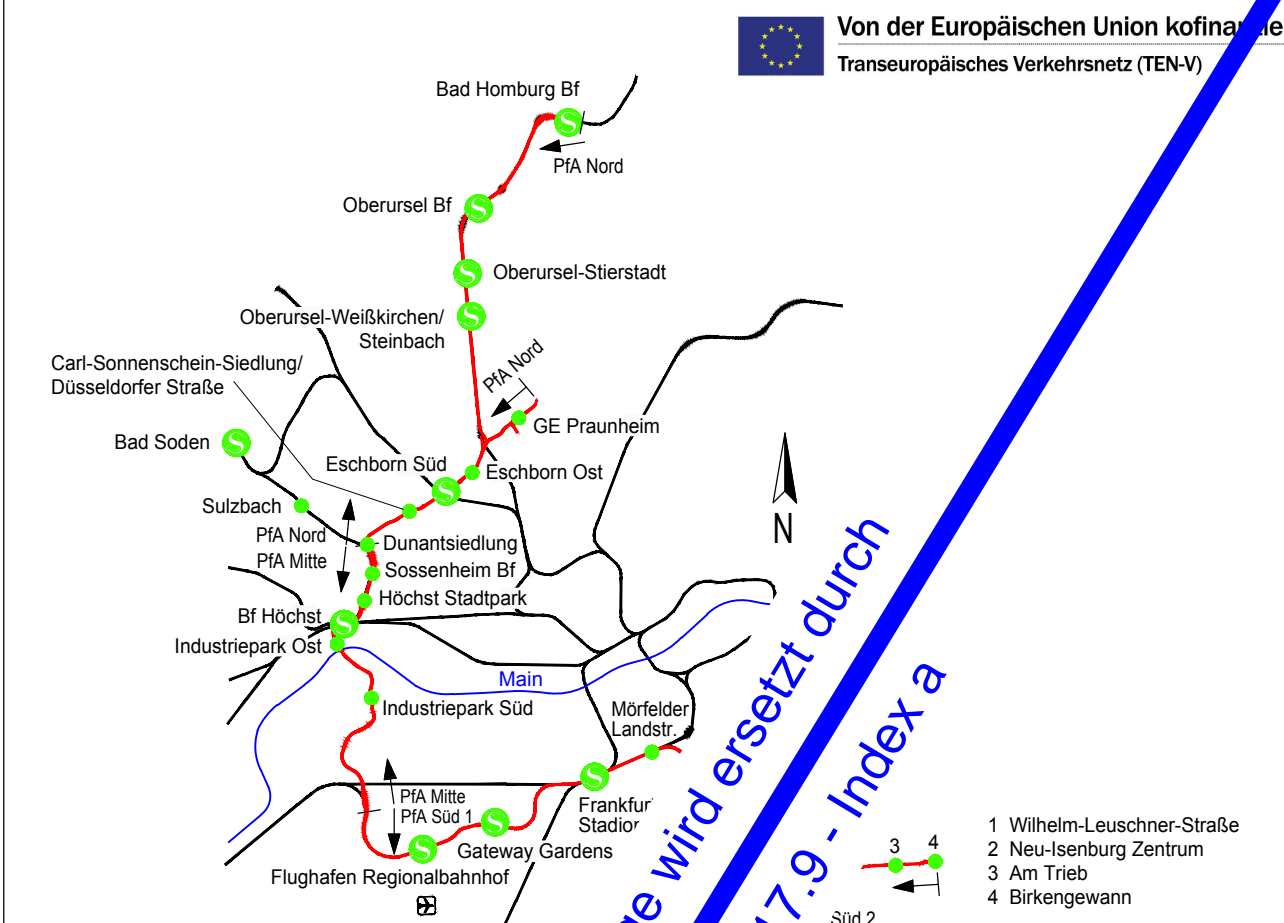 Von der Europäischen Union
Transeuropäisches Verkehrsnetz (TEN-V)
Bad Homburg Bf
PfA Nord
Oberursel Bf
Oberursel-Stierstadt
Oberursel-Weißkirchen/
Steinbach
Carl-Sonnenschein-Siedlung/
Düsseldorfer Straße
PfA Nord
GE Praunheim
Bad Soden
Eschborn Süd
Eschborn Ost
Sulzbach
PfA Nord
PfA Mitte
Dunantsiedlung
Sossenheim Bf
Höchst Stadtpark
Bf Höchst
Industriepark Ost
Main
Industriepark Süd
Mörfelder
Landstr.
N
PfA Mitte
PfA Süd 1
Gateway Gardens
Flughafen Regionalbahnhof
wird ersetzt durch
17.9 - Index a
3 4
Süd 2
1 Wilhelm-Leuschner-Straße
2 Neu-Isenburg Zentrum
3 Am Trieb
4 Birkengewann